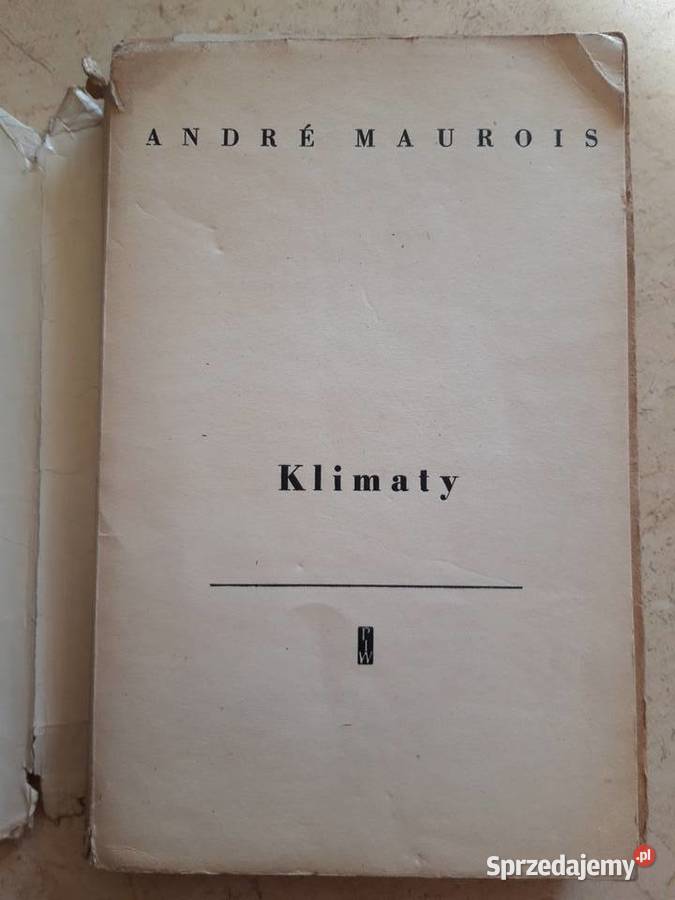 ANDRÉ MAUROIS
Klimaty
PIW
Sprzedajemy.pl